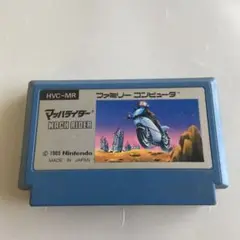 HVC-MR
ファミリー コンピュータ
マッハライダー
MACH RIDER
© 1985 Nintendo
MADE IN JAPAN